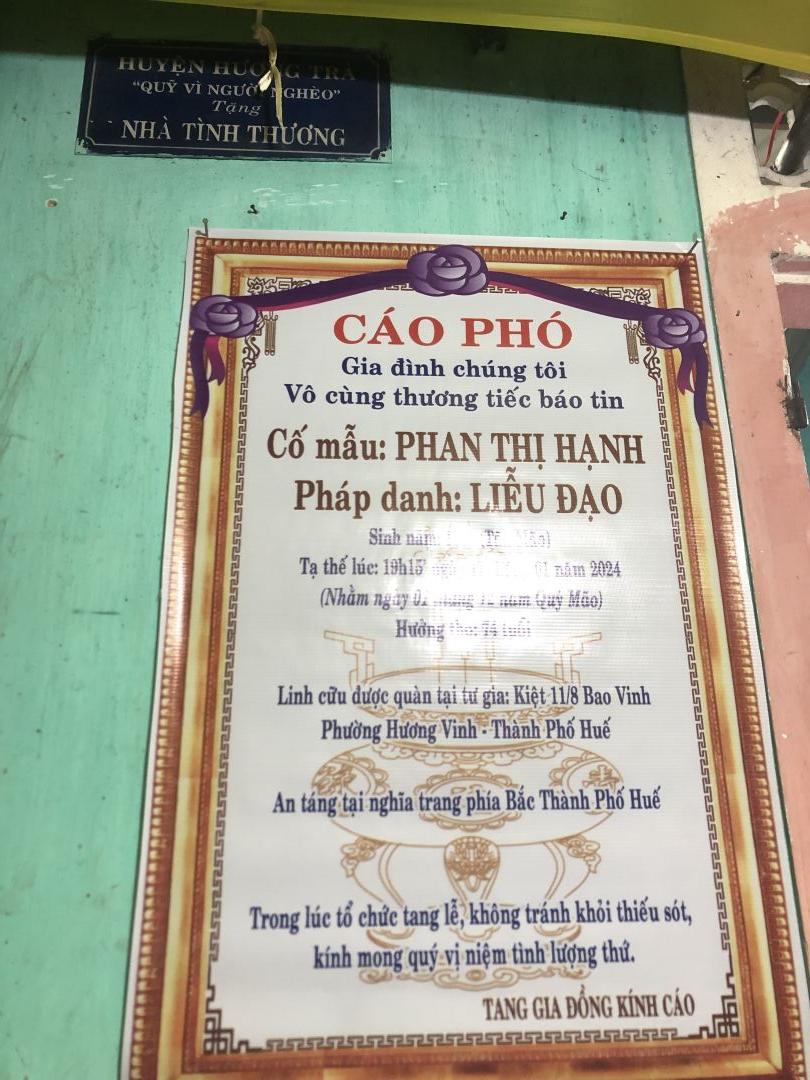 HUYỆN HƯƠNG TRÀ
“QUỸ VÌ NGƯỜI NGHÈO”
Tặng
NHÀ TÌNH THƯƠNG
CÁO PHÓ
Gia đình chúng tôi
Vô cùng thương tiếc báo tin
Cố mẫu: PHAN THỊ HẠNH
Pháp danh: LIỄU ĐẠO
Sinh năm: Mão)
Tạ thế lúc: 19h15' 01 năm 2024
(Nhằm ngày 01 tháng 12 năm Quý Mão)
Hưởng thọ: 74 tuổi
Linh cữu được quàn tại tư gia: Kiệt 11/8 Bao Vinh
Phường Hương Vinh - Thành Phố Huế
An táng tại nghĩa trang phía Bắc Thành Phố Huế
Trong lúc tổ chức tang lễ, không tránh khỏi thiếu sót,
kính mong quý vị niệm tình lượng thứ.
TANG GIA ĐỒNG KÍNH CÁO